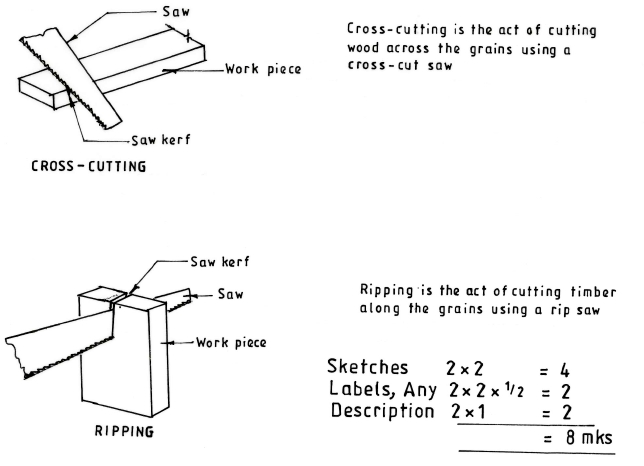 Saw
Cross-cutting is the act of cutting
wood across the grains using a
cross-cut saw
Work piece
Saw kerf
CROSS-CUTTING
Saw kerf
Saw
Work piece
RIPPING
Ripping is the act of cutting timber
along the grains using a rip saw
Sketches 2×2 = 4
Labels, Any 2×2×1/2 = 2
Description 2×1 = 2
= 8 mks